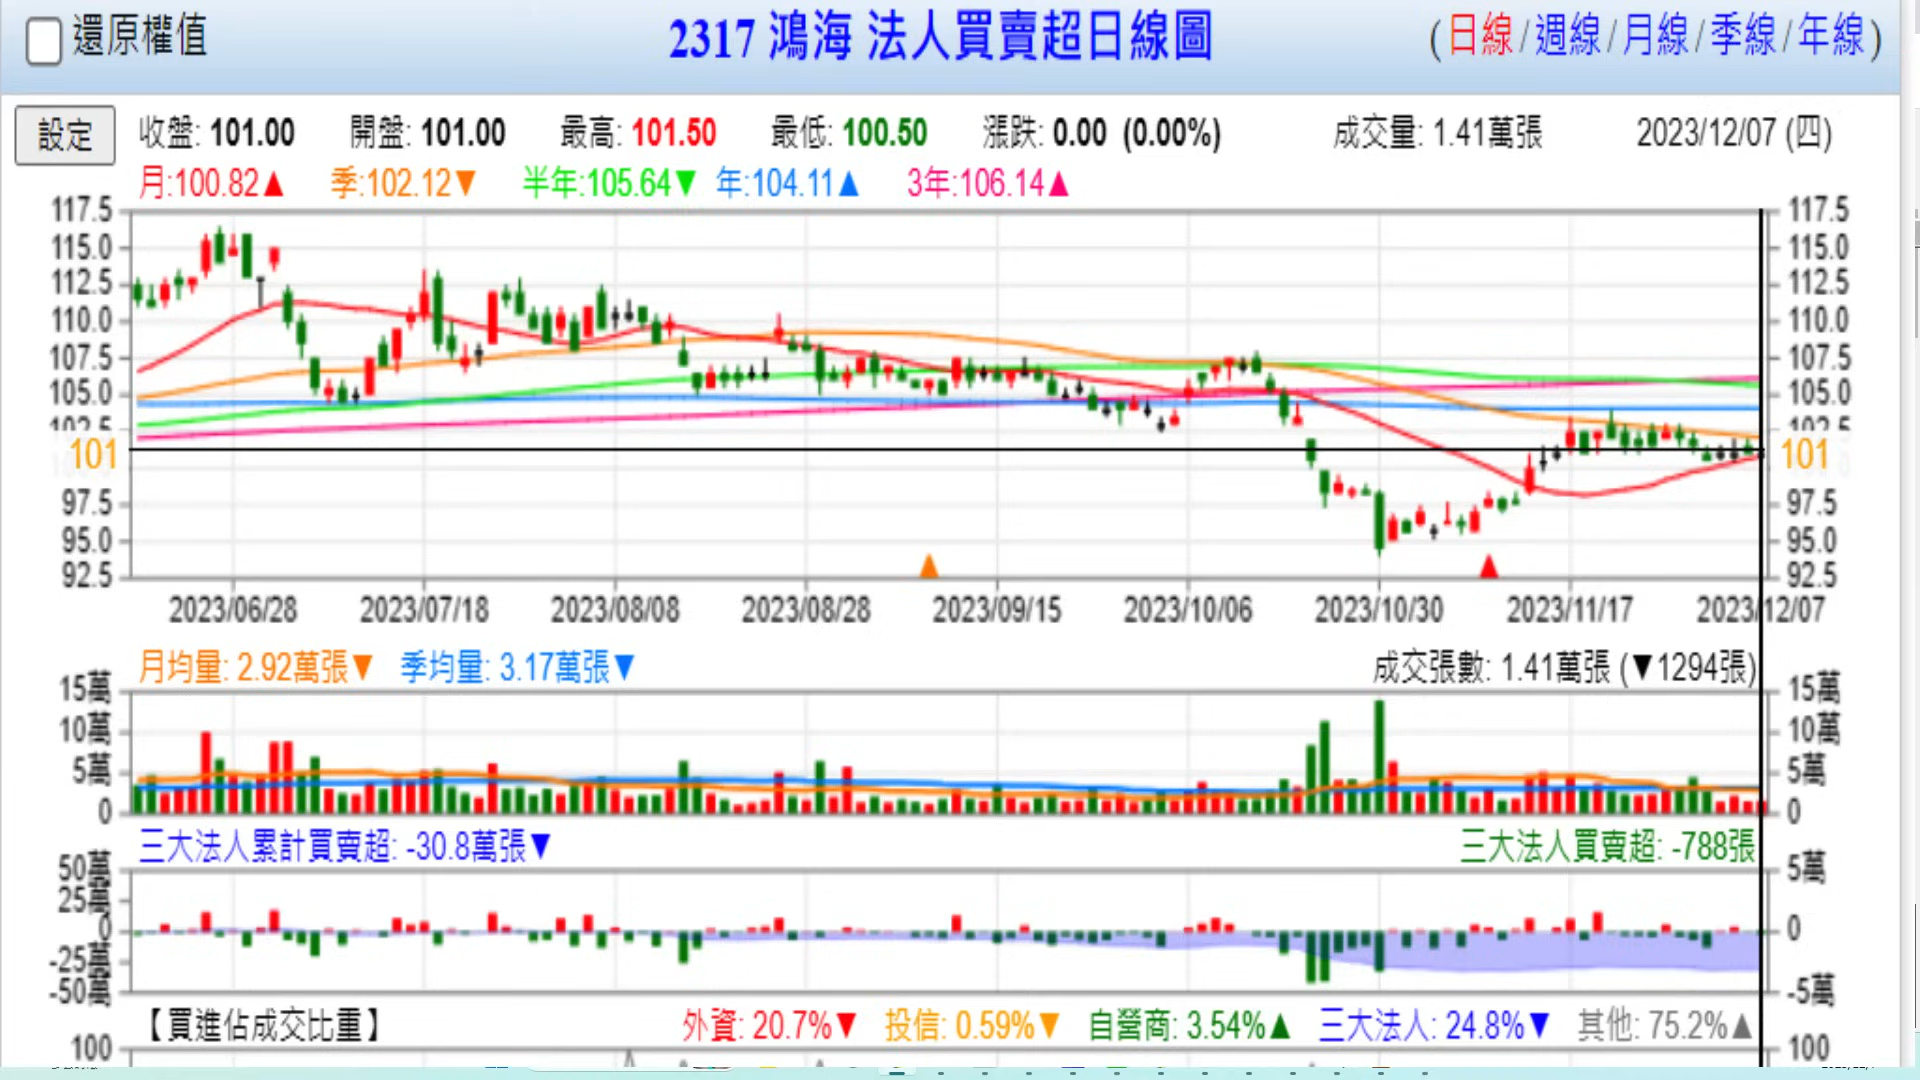 還原權值
2317 鴻海 法人買賣超日線圖
(日線/週線/月線/季線/年線)
設定 收盤: 101.00 開盤: 101.00 最高: 101.50 最低: 100.50 漲跌: 0.00 (0.00%) 成交量: 1.41萬張 2023/12/07 (四)
月:100.82▲ 季:102.12▼ 半年:105.64▼ 年:104.11▲ 3年:106.14▲
117.5 117.5
115.0 115.0
112.5 112.5
110.0 110.0
107.5 107.5
105.0 105.0
102.5 102.5
101 101
97.5 97.5
95.0 95.0
92.5 92.5
2023/06/28 2023/07/18 2023/08/08 2023/08/28 2023/09/15 2023/10/06 2023/10/30 2023/11/17 2023/12/07
月均量: 2.92萬張▼ 季均量: 3.17萬張▼ 成交張數: 1.41萬張 (▼1294張)
15萬 15萬
10萬 10萬
5萬 5萬
0 0
三大法人累計買賣超: -30.8萬張▼ 三大法人買賣超: -788張
50萬 5萬
25萬
0 0
-25萬
-50萬 -5萬
【買進佔成交比重】 外資: 20.7%▼ 投信: 0.59%▼ 自營商: 3.54%▲ 三大法人: 24.8%▼ 其他: 75.2%▲
100 100